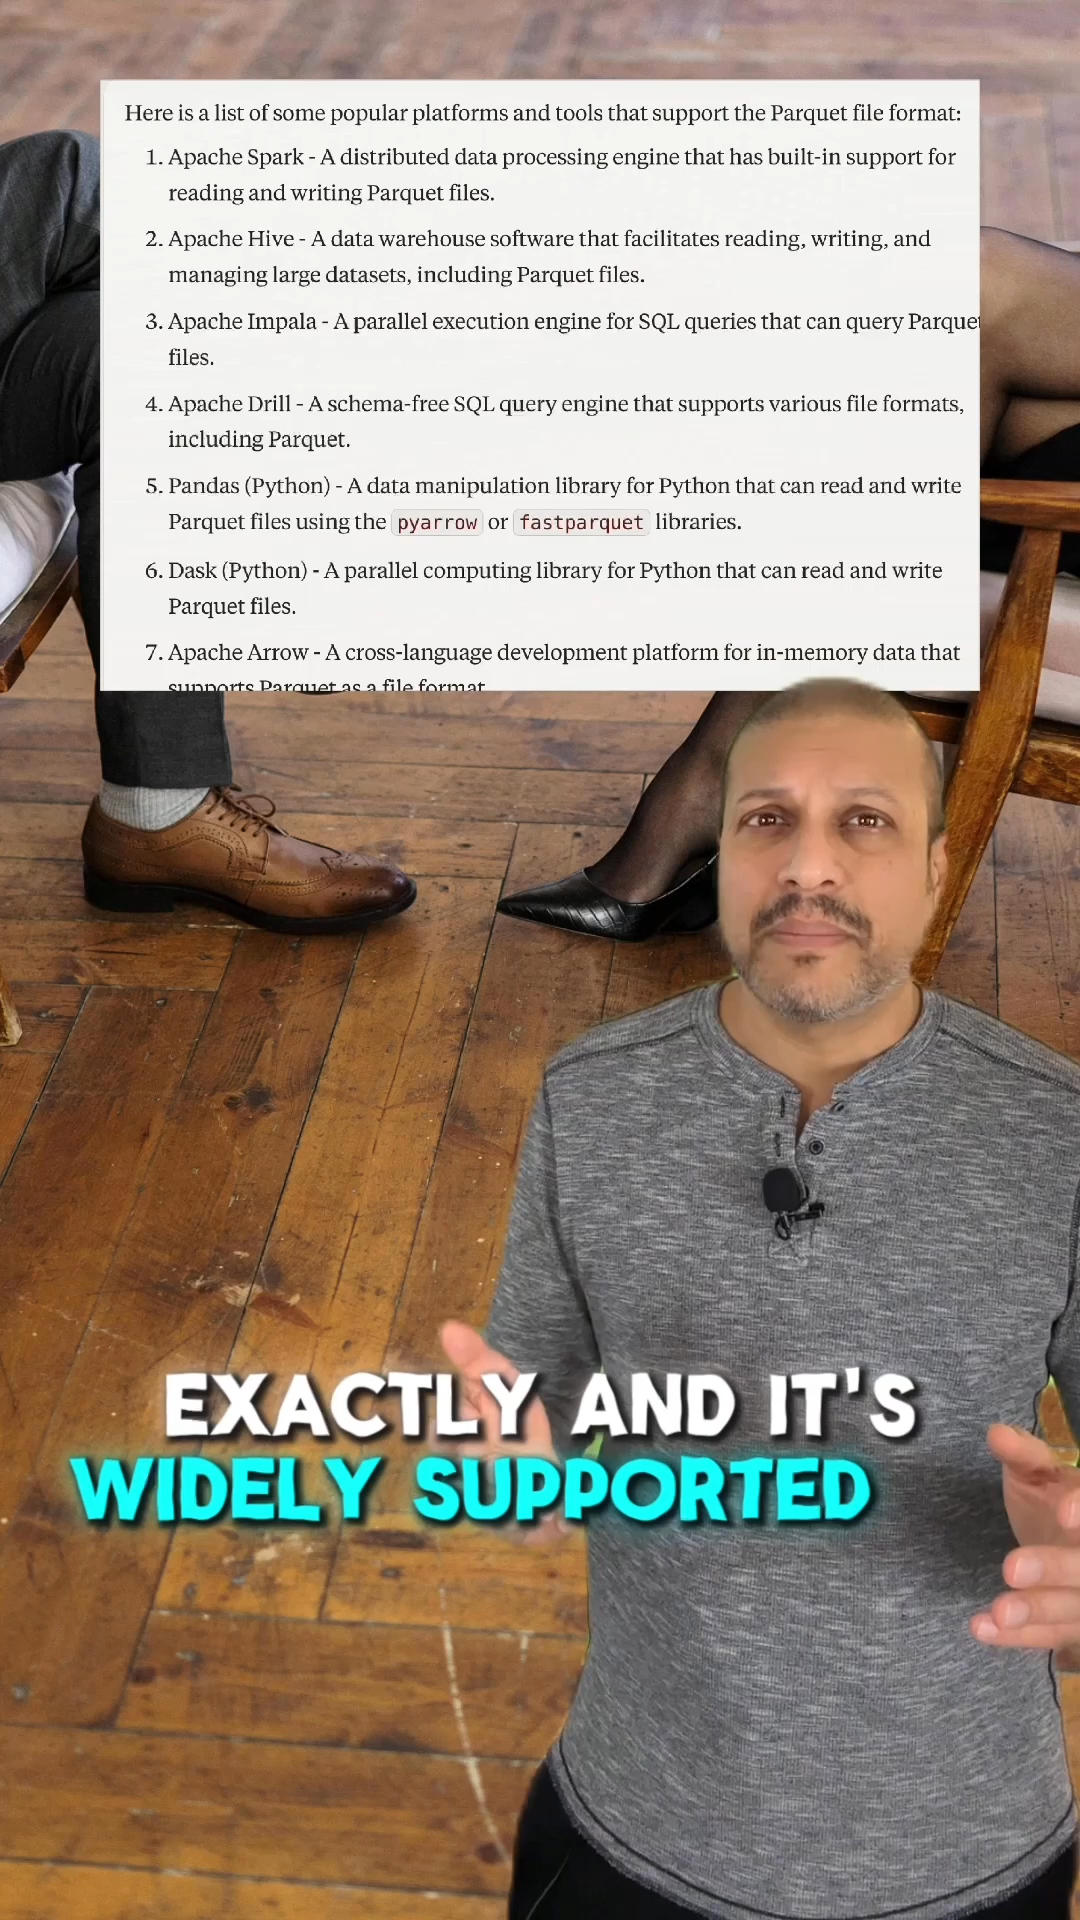 Here is a list of some popular platforms and tools that support the Parquet file format:
1. Apache Spark - A distributed data processing engine that has built-in support for
reading and writing Parquet files.
2. Apache Hive - A data warehouse software that facilitates reading, writing, and
managing large datasets, including Parquet files.
3. Apache Impala - A parallel execution engine for SQL queries that can query Parquet
files.
4. Apache Drill - A schema-free SQL query engine that supports various file formats,
including Parquet.
5. Pandas (Python) - A data manipulation library for Python that can read and write
Parquet files using the pyarrow or fastparquet libraries.
6. Dask (Python) - A parallel computing library for Python that can read and write
Parquet files.
7. Apache Arrow - A cross-language development platform for in-memory data that
supports Parquet as a file format
EXACTLY AND IT'S
WIDELY SUPPORTED